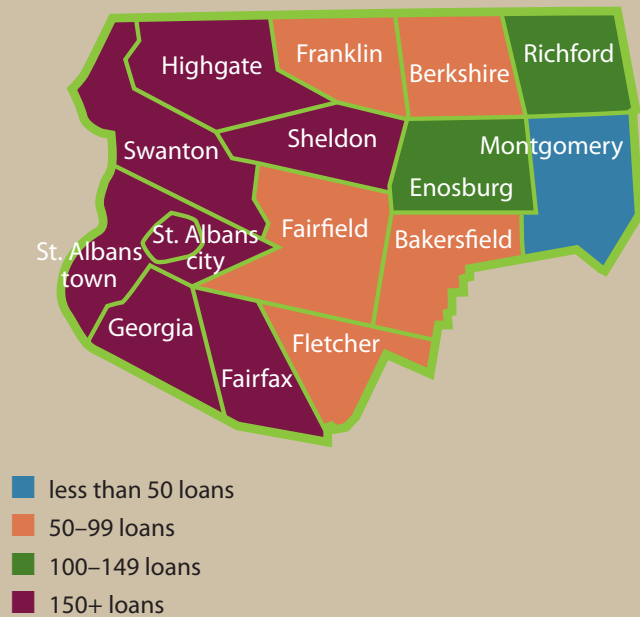 Highgate
Franklin
Berkshire
Richford
Swanton
Sheldon
Montgomery
Enosburg
St. Albans
town
St. Albans
city
Fairfield
Bakersfield
Georgia
Fairfax
Fletcher
less than 50 loans
50–99 loans
100–149 loans
150+ loans